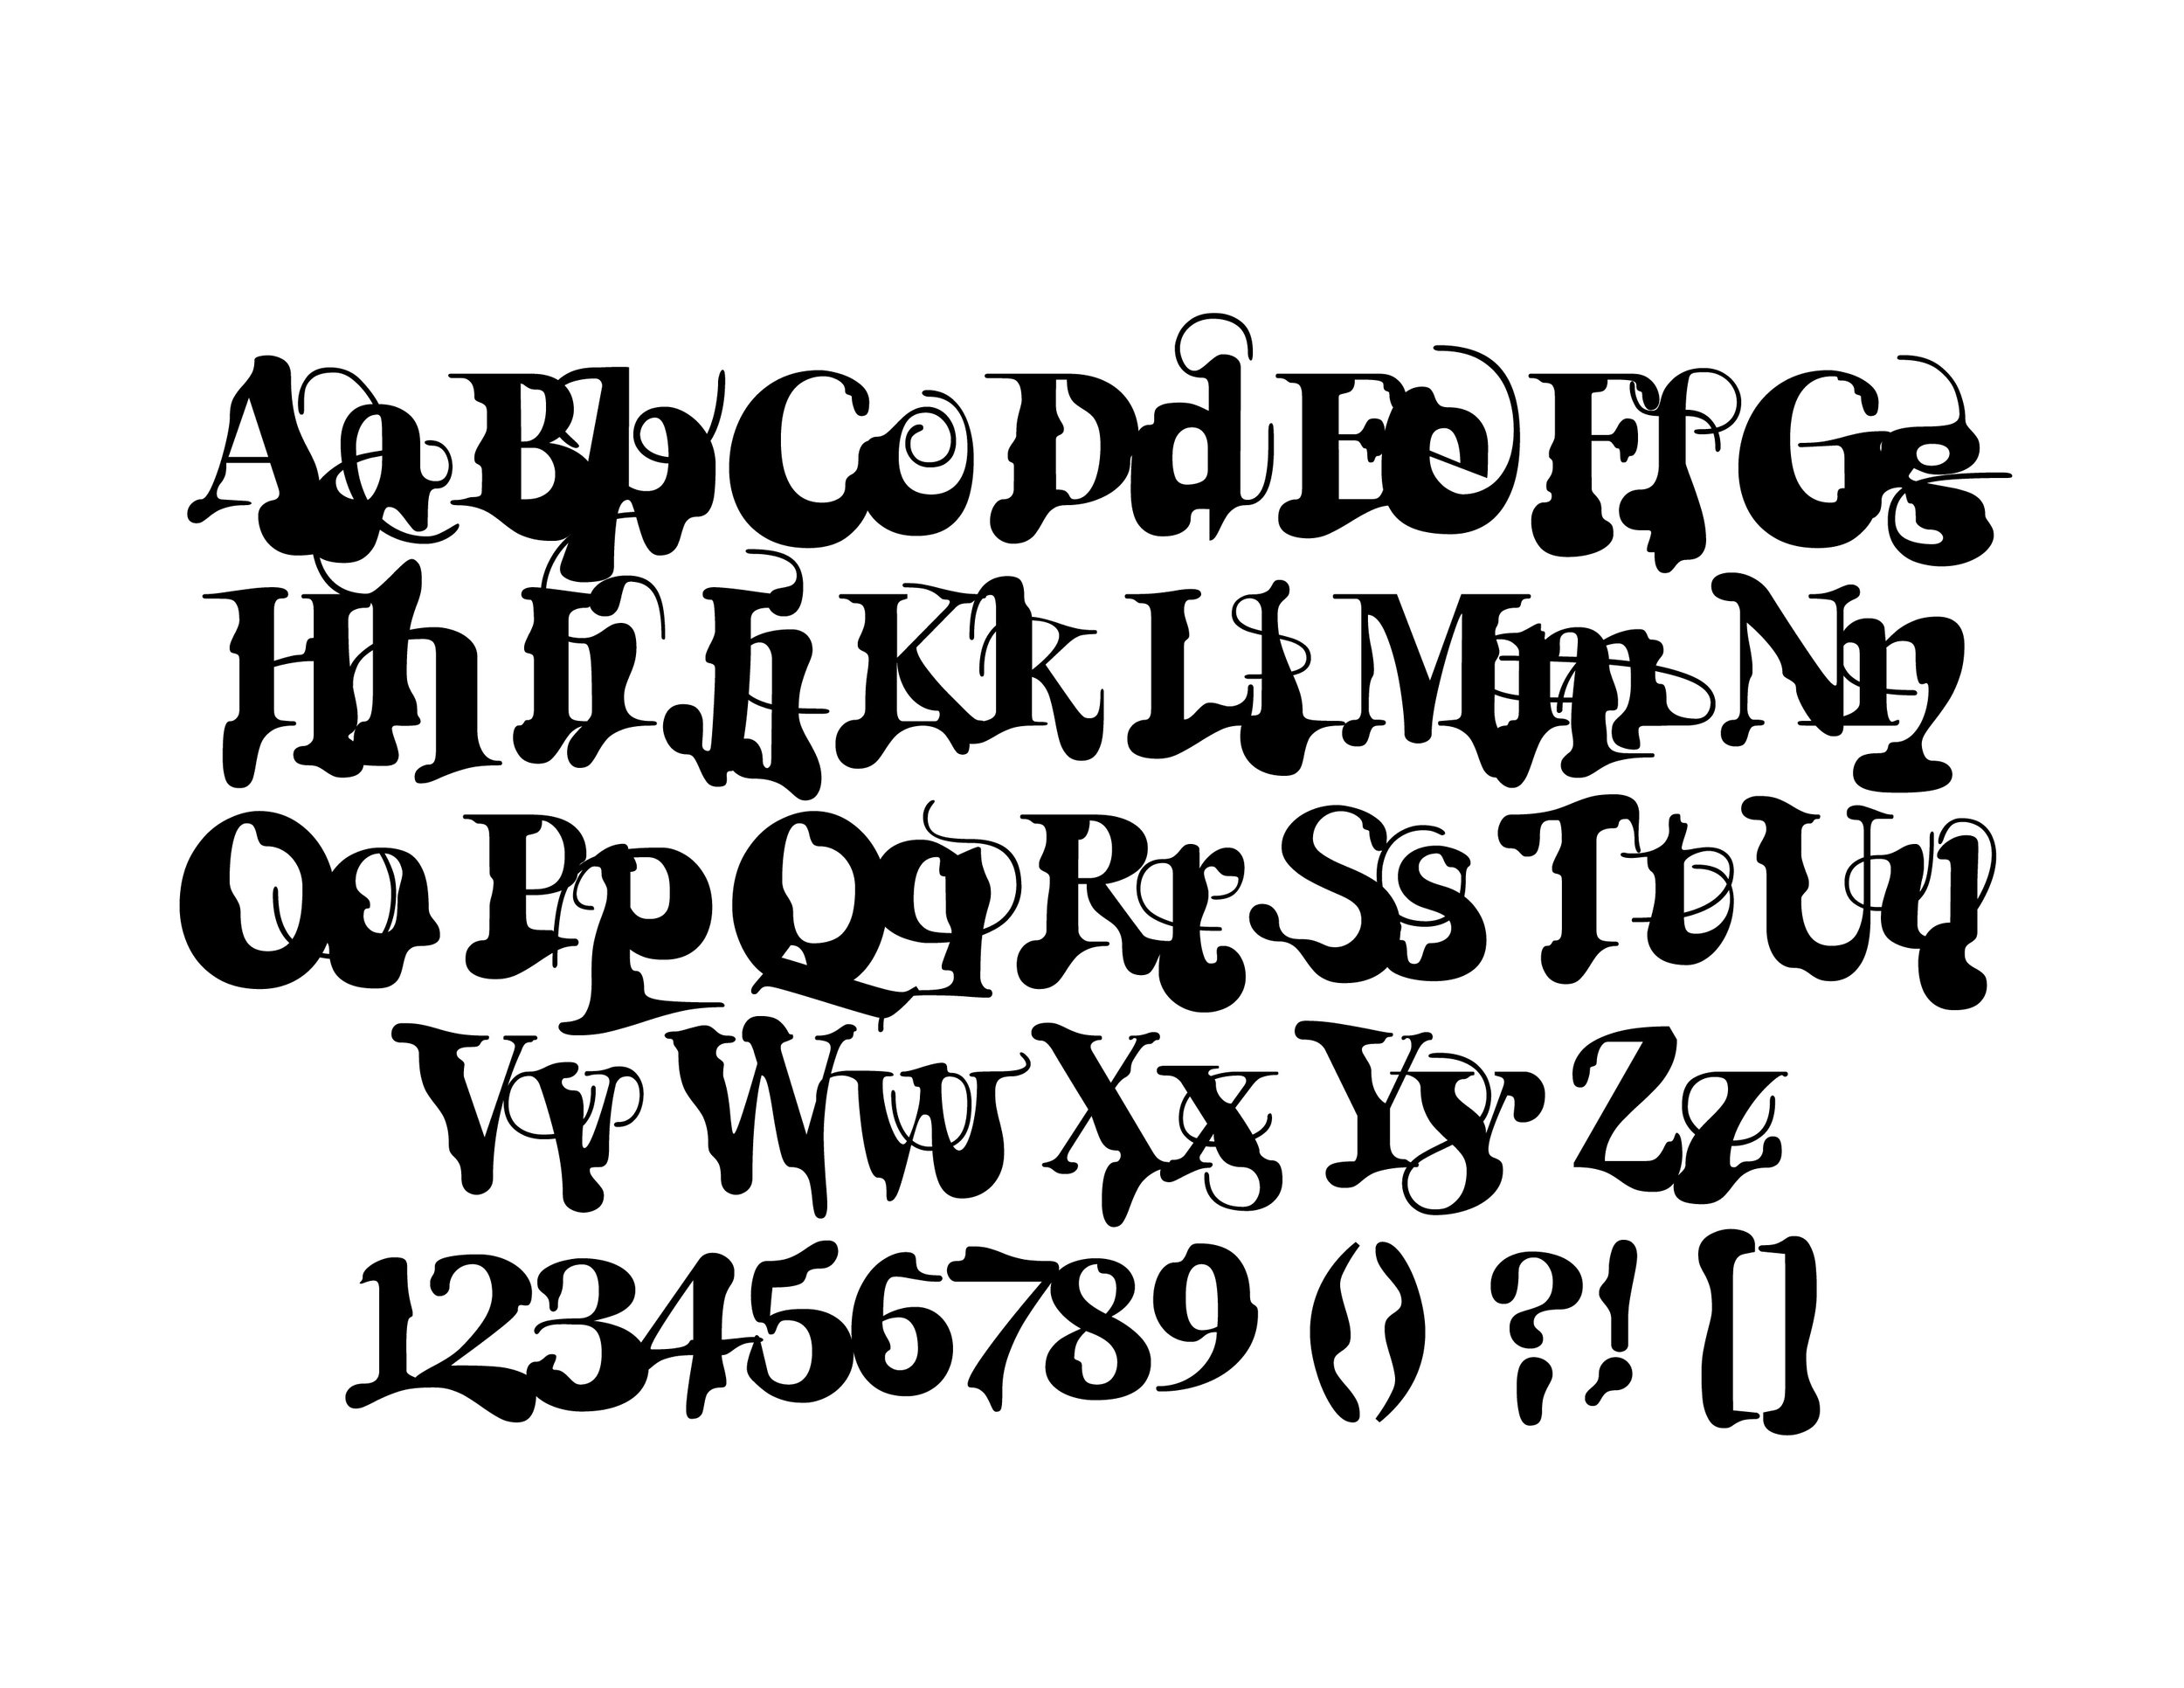 Aa Bb Cc Dd Ee Ff Gg
Hh Ii Jj Kk Ll Mm Nn
Oo Pp Qq Rr Ss Tt Uu
Vv Ww Xx Yy Zz
123456789 () ?! []